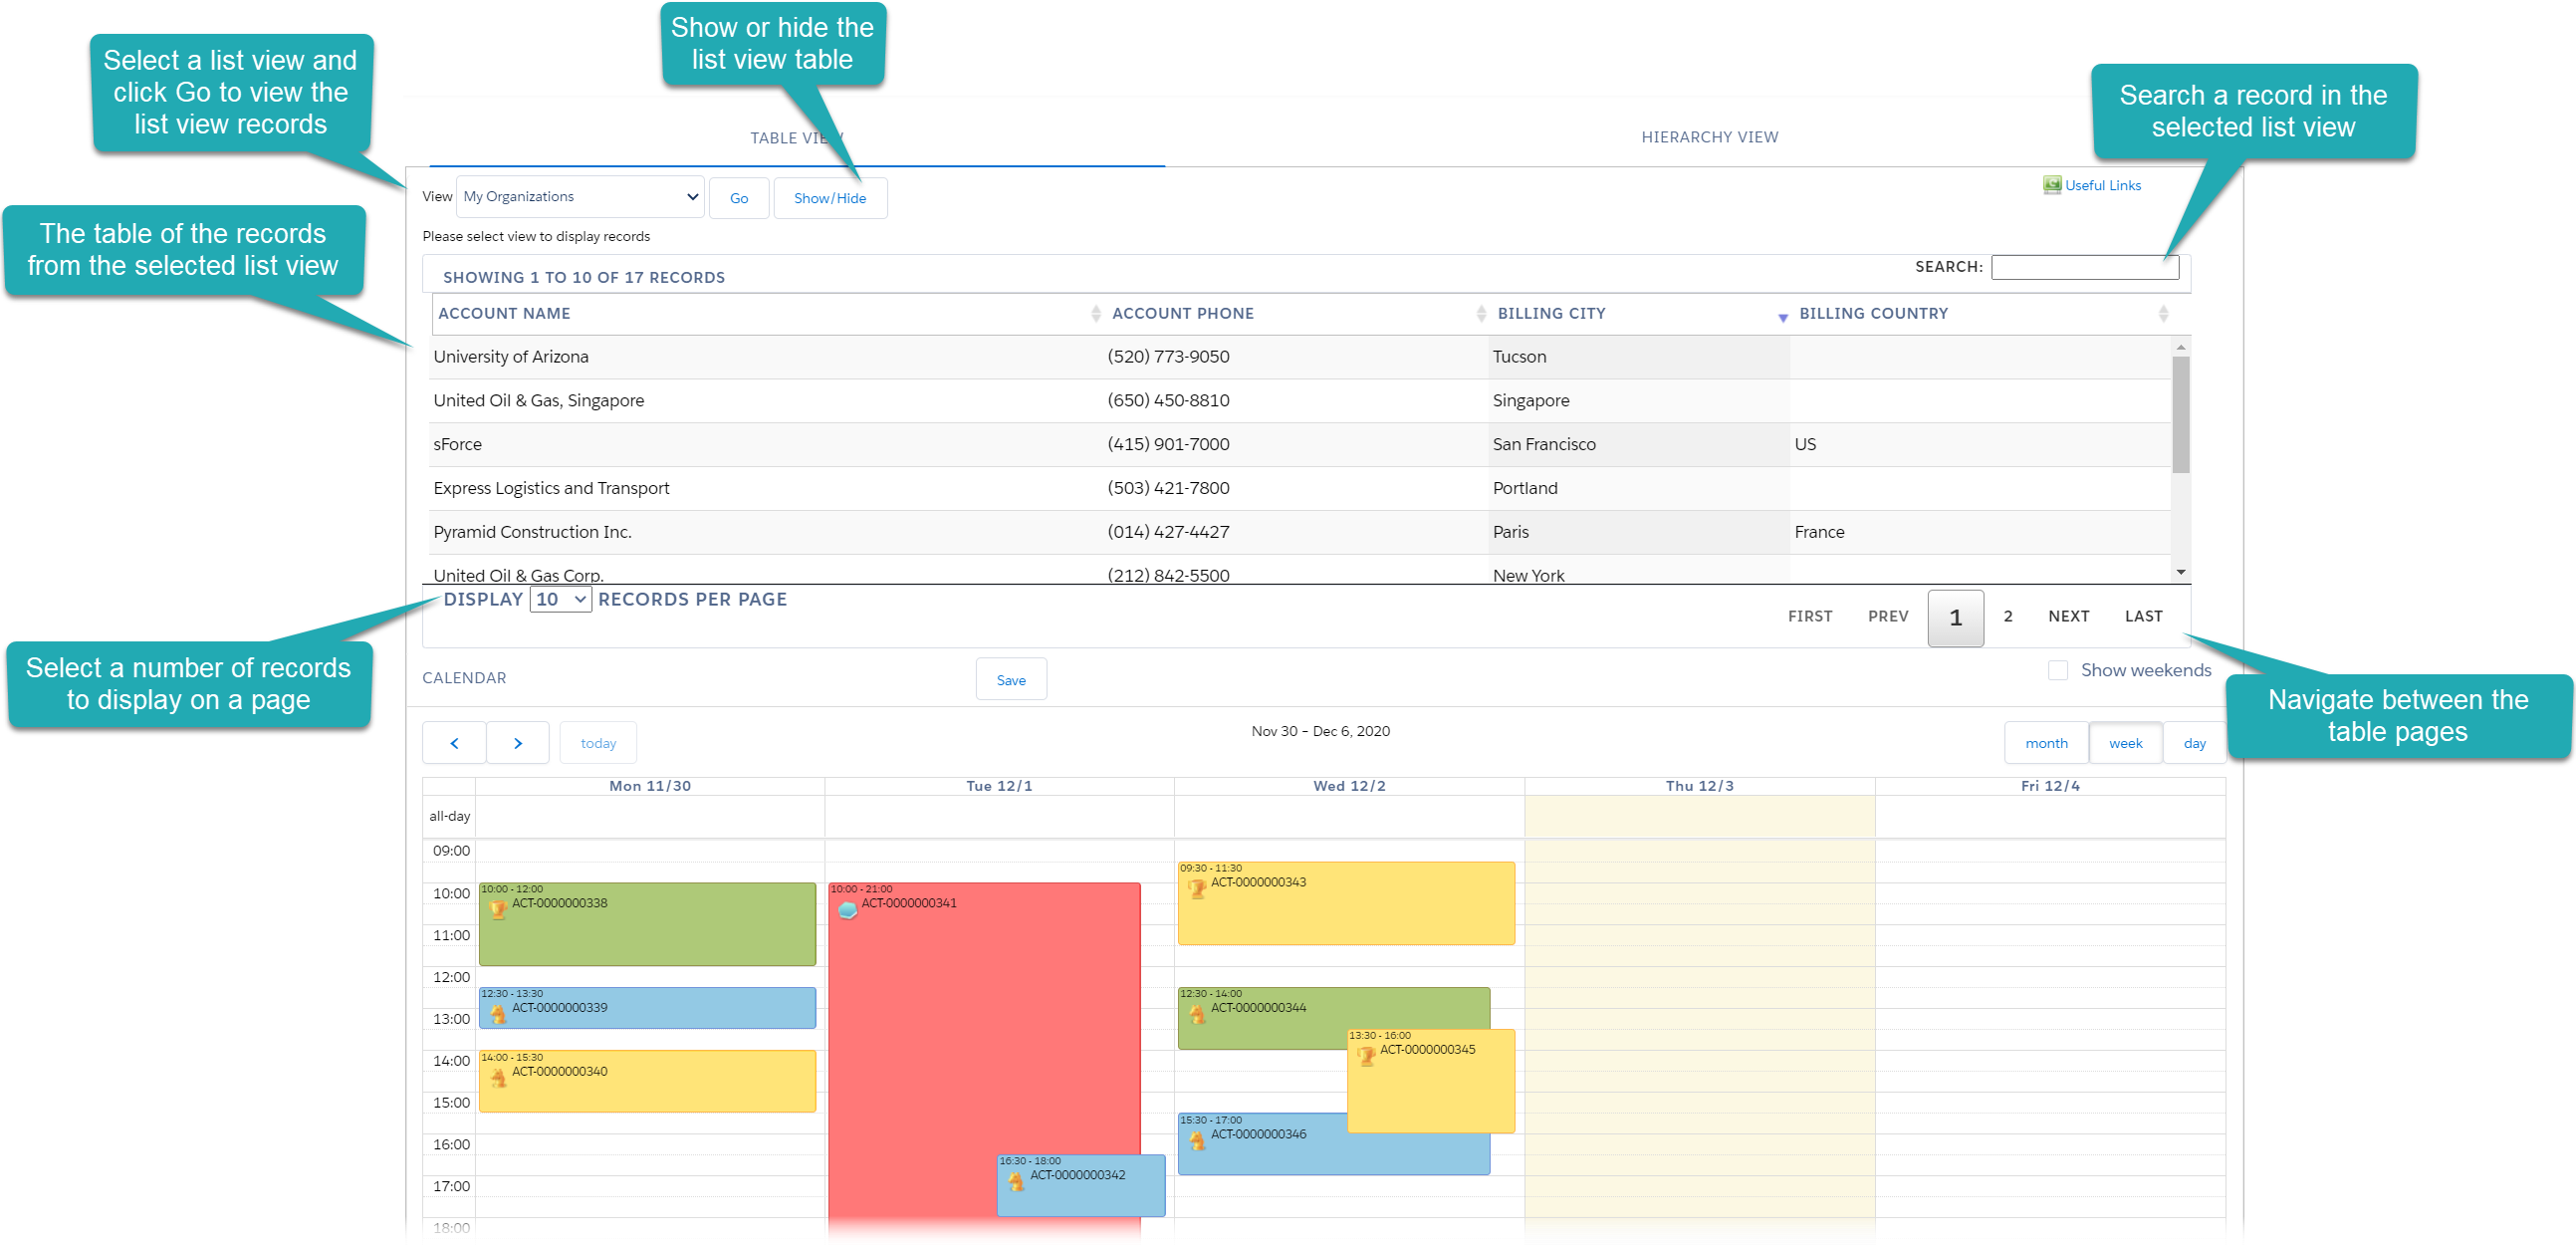 Show or hide the
list view table
Select a list view and
click Go to view the
list view records
Search a record in the
selected list view
TABLE VIEW
HIERARCHY VIEW
View My Organizations Go Show/Hide
Useful Links
The table of the records
from the selected list view
Please select view to display records
SHOWING 1 TO 10 OF 17 RECORDS
SEARCH:
ACCOUNT NAME ACCOUNT PHONE BILLING CITY BILLING COUNTRY
University of Arizona (520) 773-9050 Tucson
United Oil & Gas, Singapore (650) 450-8810 Singapore
sForce (415) 901-7000 San Francisco US
Express Logistics and Transport (503) 421-7800 Portland
Pyramid Construction Inc. (014) 427-4427 Paris France
United Oil & Gas Corp. (212) 842-5500 New York
DISPLAY 10 RECORDS PER PAGE
FIRST PREV 1 2 NEXT LAST
Select a number of records
to display on a page
CALENDAR
Save
Show weekends
Navigate between the
table pages
today
Nov 30 – Dec 6, 2020
month week day
Mon 11/30 Tue 12/1 Wed 12/2 Thu 12/3 Fri 12/4
all-day
09:00
09:30 - 11:30
ACT-0000000343
10:00
10:00 - 12:00
ACT-0000000338
10:00 - 21:00
ACT-0000000341
11:00
12:00
12:30 - 13:30
ACT-0000000339
12:30 - 14:00
ACT-0000000344
13:00
13:30 - 16:00
ACT-0000000345
14:00
14:00 - 15:30
ACT-0000000340
15:00
15:30 - 17:00
ACT-0000000346
16:00
16:30 - 18:00
ACT-0000000342
17:00
18:00